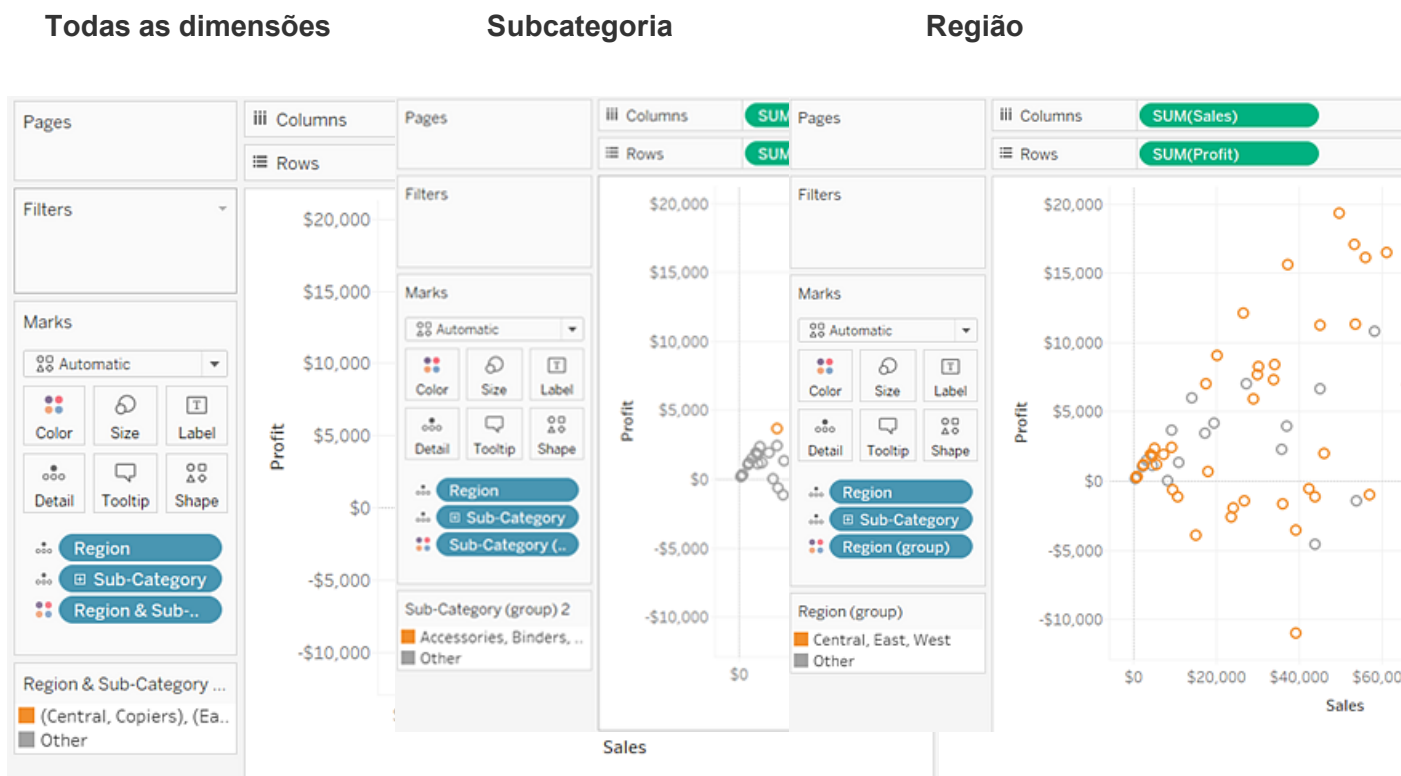 Todas as dimensões
Subcategoria
Região
Pages
iii Columns
Rows
Filters
$20,000
$15,000
$10,000
$5,000
$0
-$5,000
-$10,000
Profit
Marks
Automatic
Color
Size
Label
Detail
Tooltip
Shape
Region
Sub-Category
Region & Sub-..
Region & Sub-Category ...
(Central, Copiers), (Ea..
Other
Pages
iii Columns
SUM
Rows
SUM
Filters
$20,000
$15,000
$10,000
$5,000
$0
-$5,000
-$10,000
Profit
$0
Sales
Marks
Automatic
Color
Size
Label
Detail
Tooltip
Shape
Region
Sub-Category
Sub-Category (..
Sub-Category (group) 2
Accessories, Binders, ..
Other
Pages
iii Columns
SUM(Sales)
Rows
SUM(Profit)
Filters
$20,000
$15,000
$10,000
$5,000
$0
-$5,000
-$10,000
Profit
$0
$20,000
$40,000
$60,00
Sales
Marks
Automatic
Color
Size
Label
Detail
Tooltip
Shape
Region
Sub-Category
Region (group)
Region (group)
Central, East, West
Other